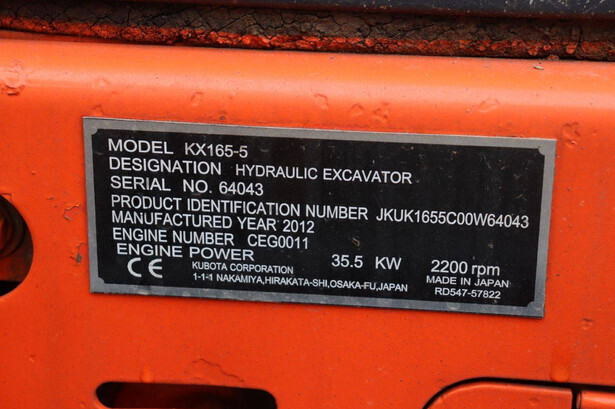 MODEL KX165-5
DESIGNATION HYDRAULIC EXCAVATOR
SERIAL NO. 64043
PRODUCT IDENTIFICATION NUMBER JKUK1655C00W64043
MANUFACTURED YEAR 2012
ENGINE NUMBER CEG0011
ENGINE POWER 35.5 KW 2200 rpm
CE KUBOTA CORPORATION MADE IN JAPAN
1-1-1 NAKAMIYA,HIRAKATA-SHI,OSAKA-FU,JAPAN RD547-57822